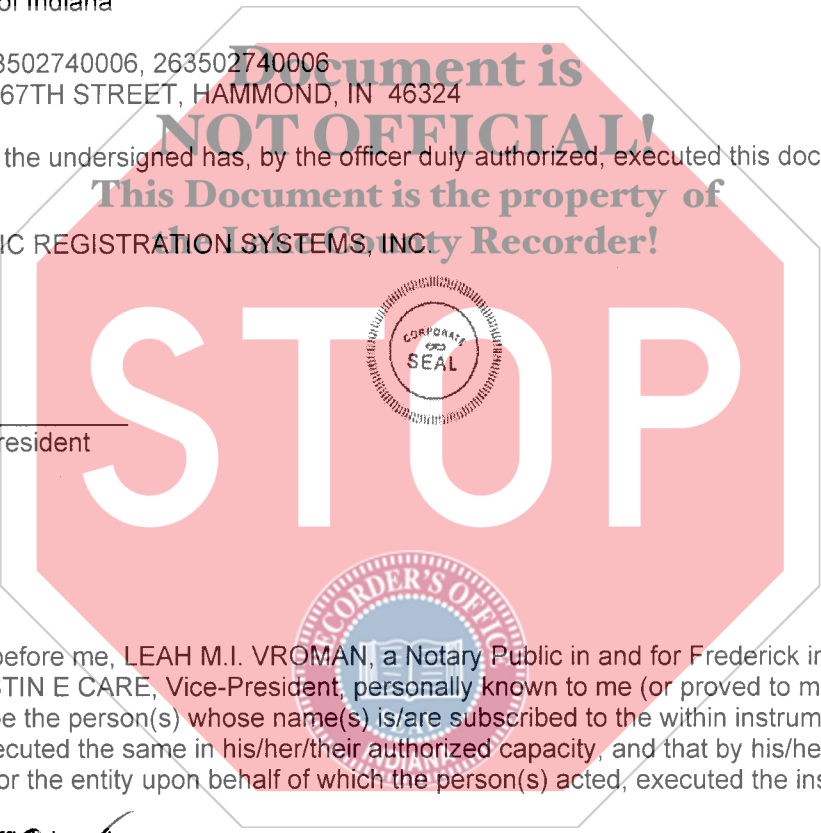 of Indiana
3502740006, 263502740006
67TH STREET, HAMMOND, IN 46324
Document is
NOT OFFICIAL!
This Document is the property of
the Lake County Recorder!
the undersigned has, by the officer duly authorized, executed this doc
IC REGISTRATION SYSTEMS, INC.
CORPORATE
SEAL
STOP
resident
RECORDER'S OFFIC
INDIANA
before me, LEAH M.I. VROMAN, a Notary Public in and for Frederick in
STIN E CARE, Vice-President, personally known to me (or proved to m
be the person(s) whose name(s) is/are subscribed to the within instrum
ecuted the same in his/her/their authorized capacity, and that by his/he
or the entity upon behalf of which the person(s) acted, executed the ins